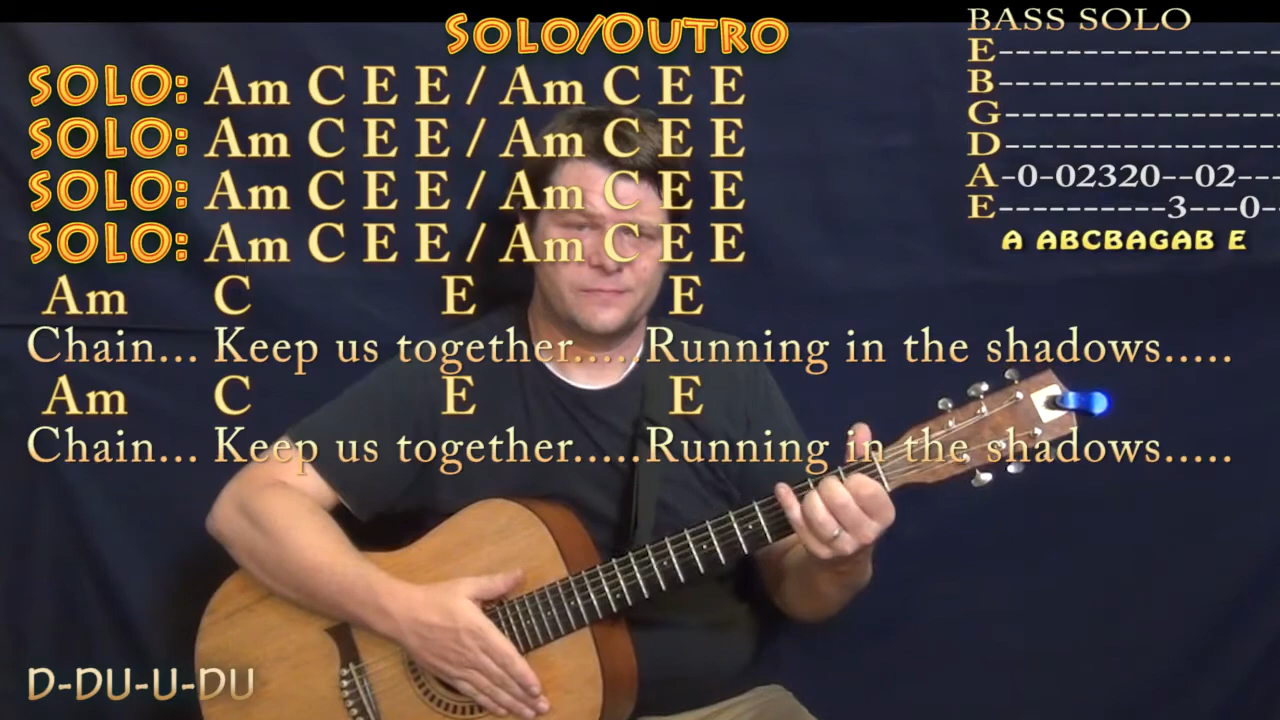 Solo/Outro
SOLO: Am C E E / Am C E E
SOLO: Am C E E / Am C E E
SOLO: Am C E E / Am C E E
SOLO: Am C E E / Am C E E
Am C E E
Chain... Keep us together.....Running in the shadows.....
Am C E E
Chain... Keep us together.....Running in the shadows.....
D-DU-U-DU
BASS SOLO
E-----------------
B-----------------
G-----------------
D-----------------
A-0-02320--02---
E----------3---0-
A ABCBAGAB E